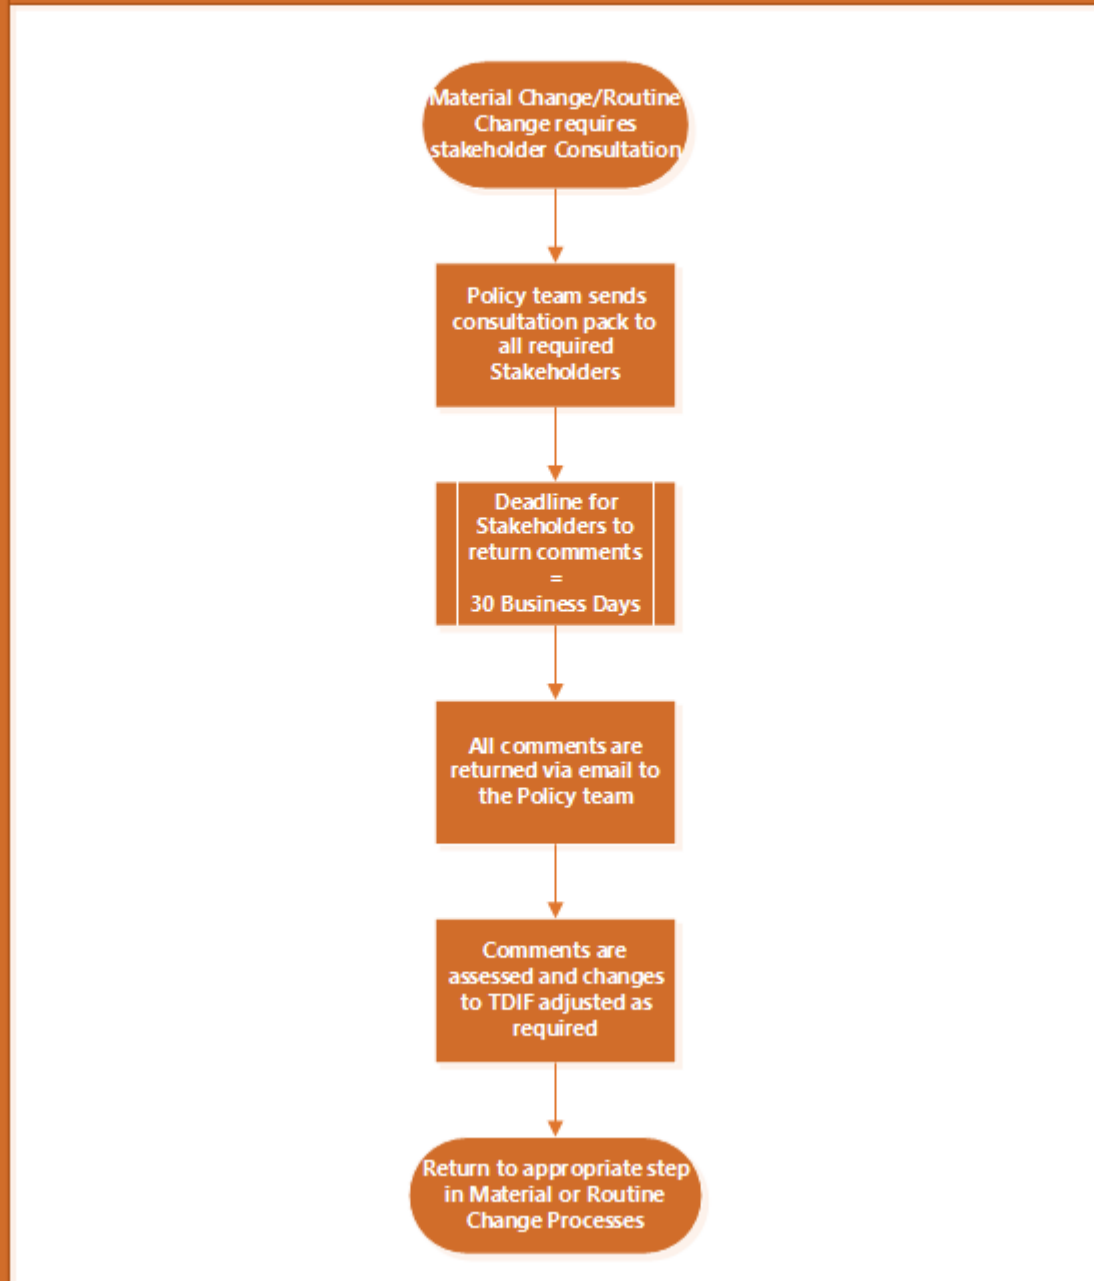 Material Change/Routine
Change requires
stakeholder Consultation
Policy team sends
consultation pack to
all required
Stakeholders
Deadline for
Stakeholders to
return comments
=
30 Business Days
All comments are
returned via email to
the Policy team
Comments are
assessed and changes
to TDIF adjusted as
required
Return to appropriate step
in Material or Routine
Change Processes